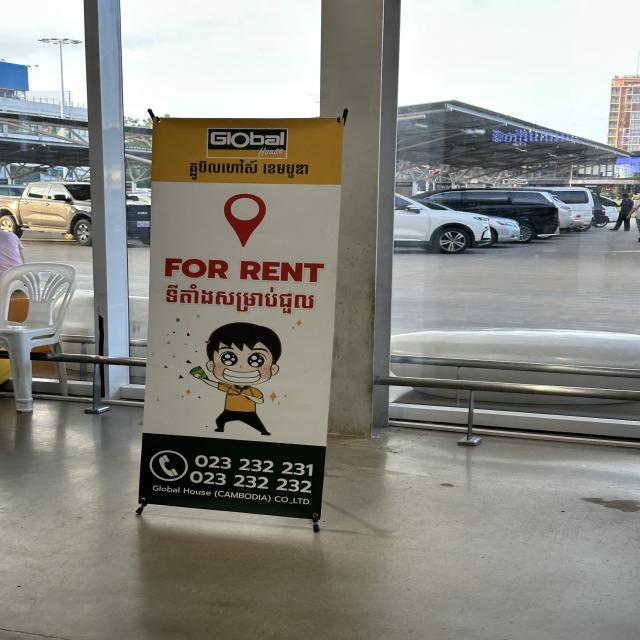 Global
House
គ្លូប៊លហៅស៍ ខេមបូឌា
FOR RENT
ទីតាំងសម្រាប់ជួល
023 232 231
023 232 232
Global House (CAMBODIA) CO.,LTD